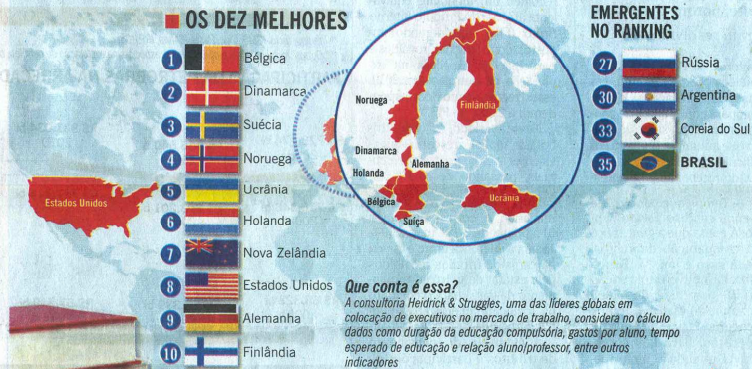 OS DEZ MELHORES
1 Bélgica
2 Dinamarca
3 Suécia
4 Noruega
5 Ucrânia
6 Holanda
7 Nova Zelândia
8 Estados Unidos
9 Alemanha
10 Finlândia
Estados Unidos
Noruega
Finlândia
Dinamarca
Alemanha
Holanda
Bélgica
Ucrânia
Suíça
EMERGENTES
NO RANKING
27 Rússia
30 Argentina
33 Coreia do Sul
35 BRASIL
Que conta é essa?
A consultoria Heidrick & Struggles, uma das líderes globais em
colocação de executivos no mercado de trabalho, considera no cálculo
dados como duração da educação compulsória, gastos por aluno, tempo
esperado de educação e relação aluno/professor, entre outros
indicadores